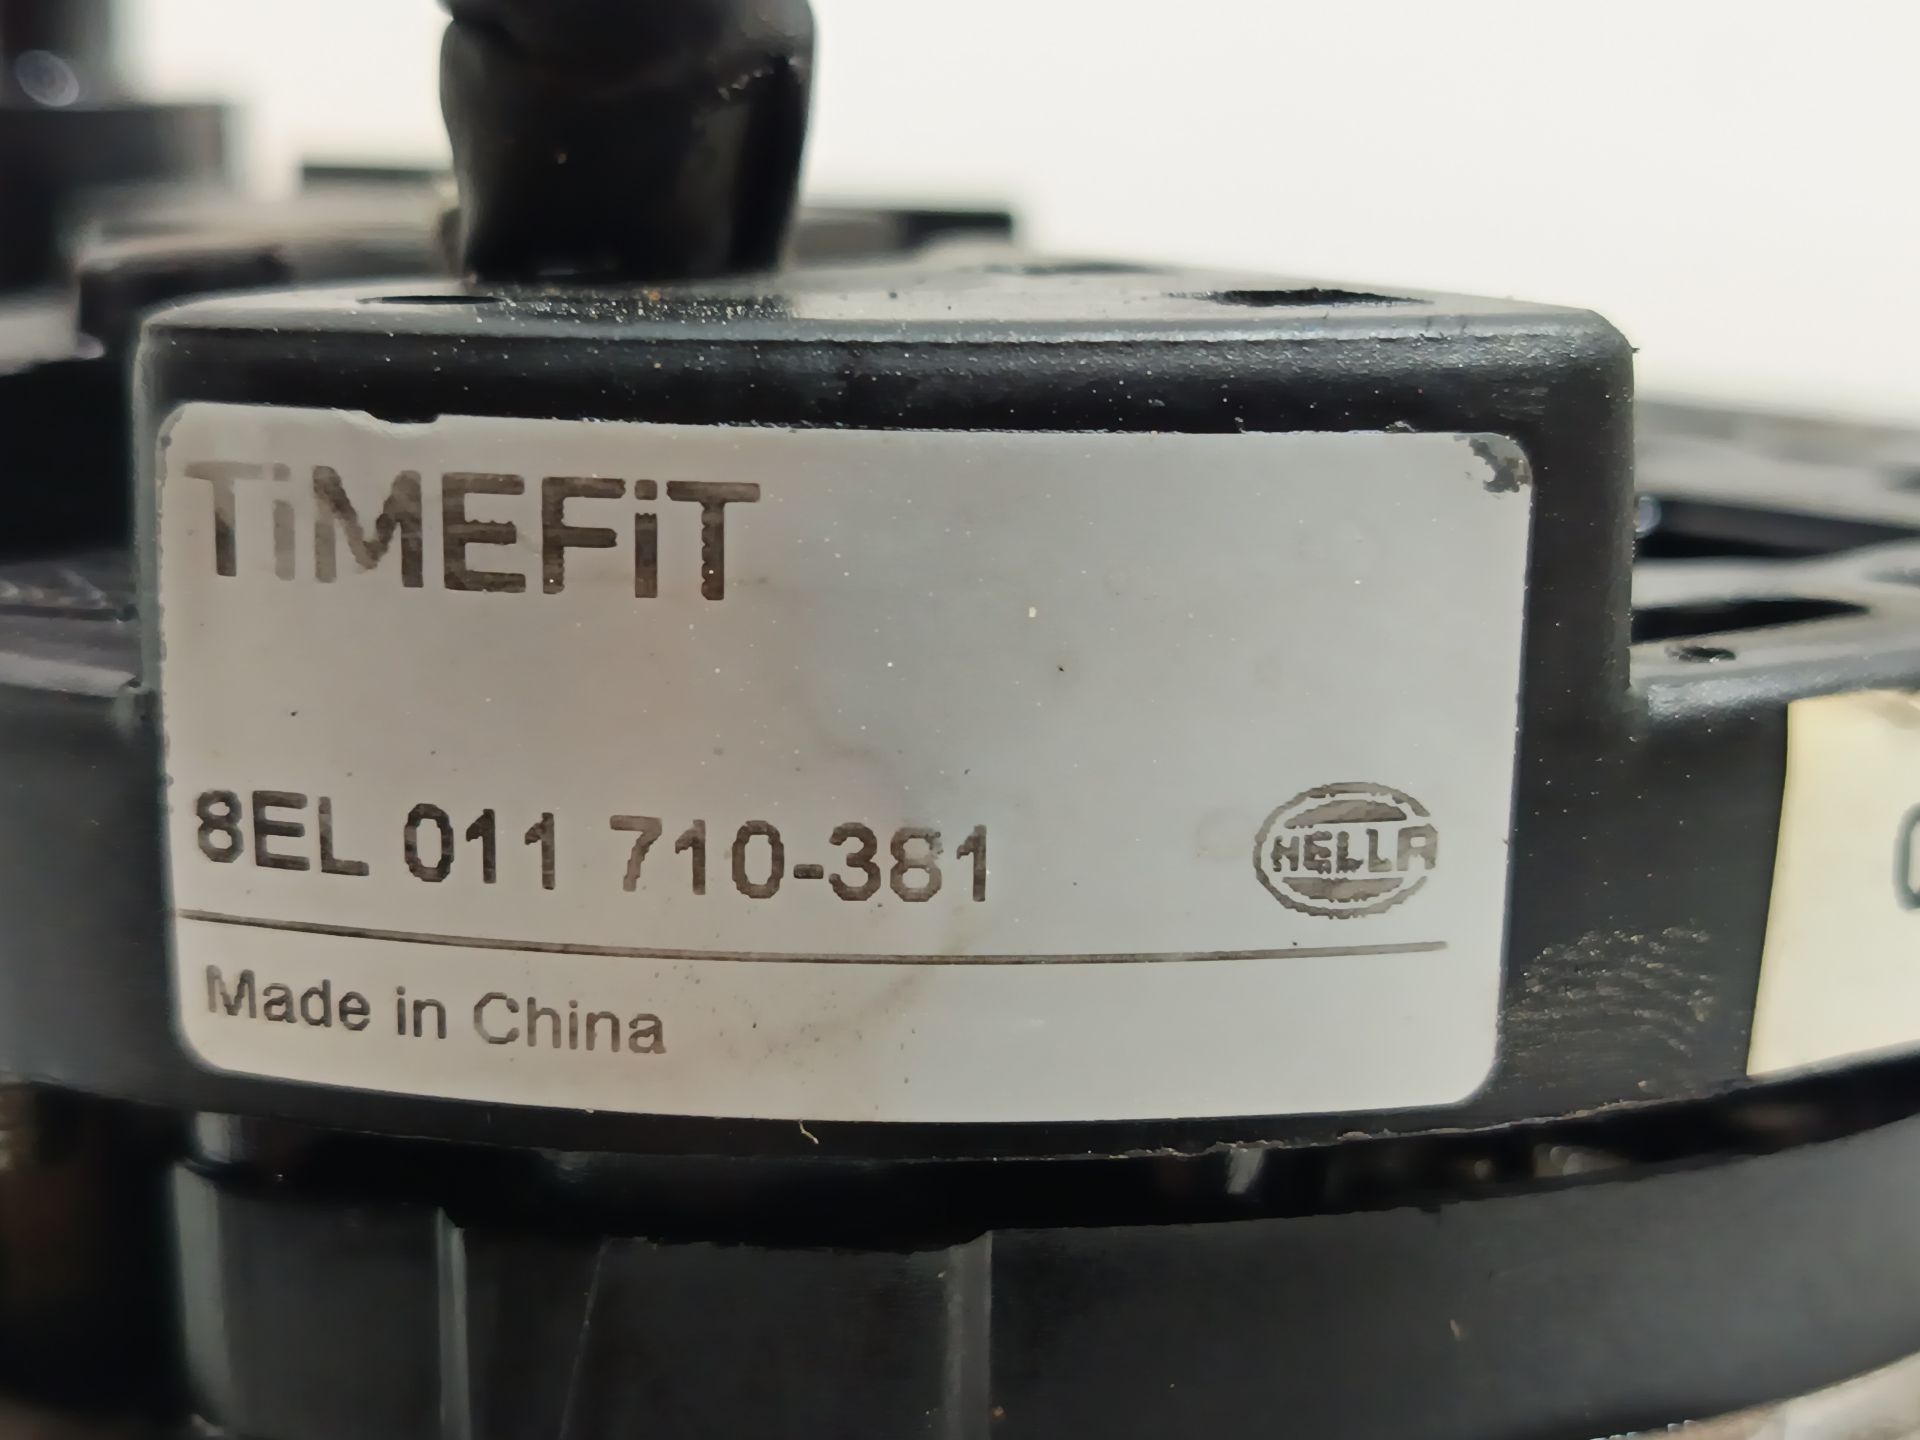 TiMEFiT
8EL 011 710-381
HELLA
Made in China